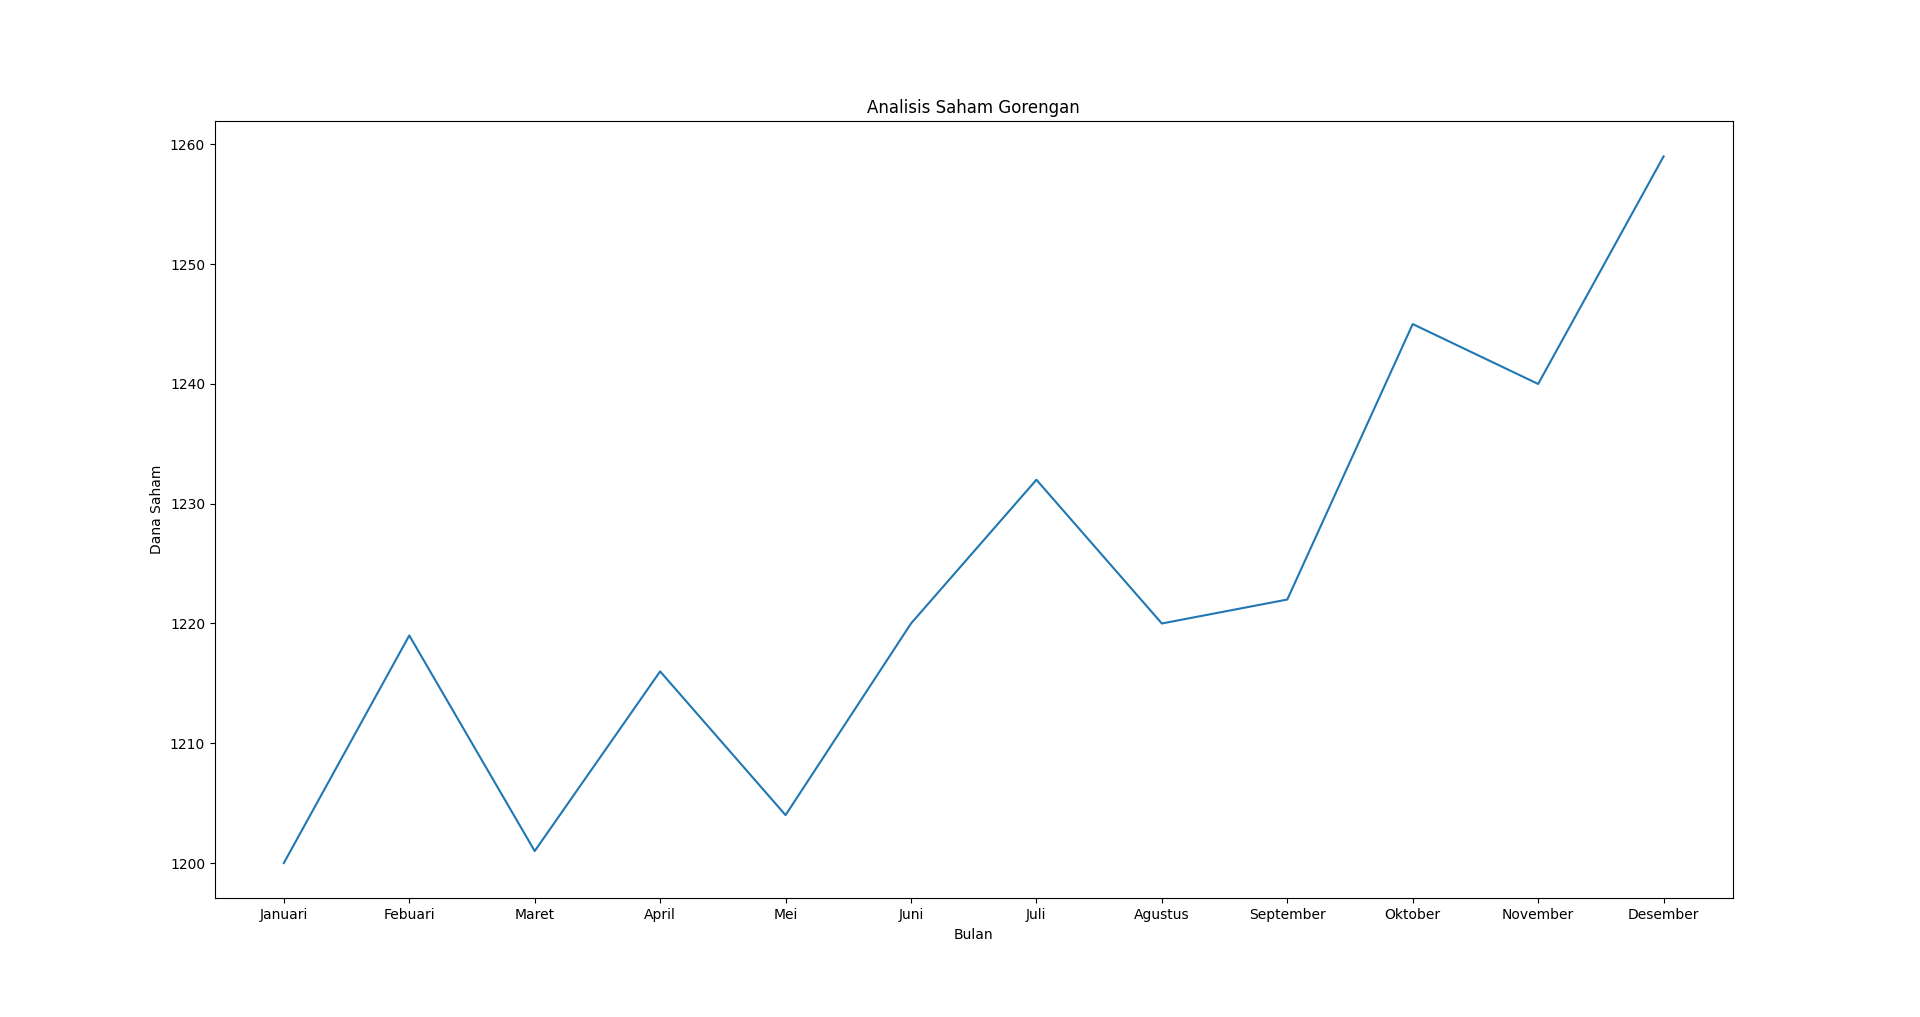 Analisis Saham Gorengan
1260
1250
1240
1230
1220
1210
1200
Dana Saham
Januari Febuari Maret April Mei Juni Juli Agustus September Oktober November Desember
Bulan